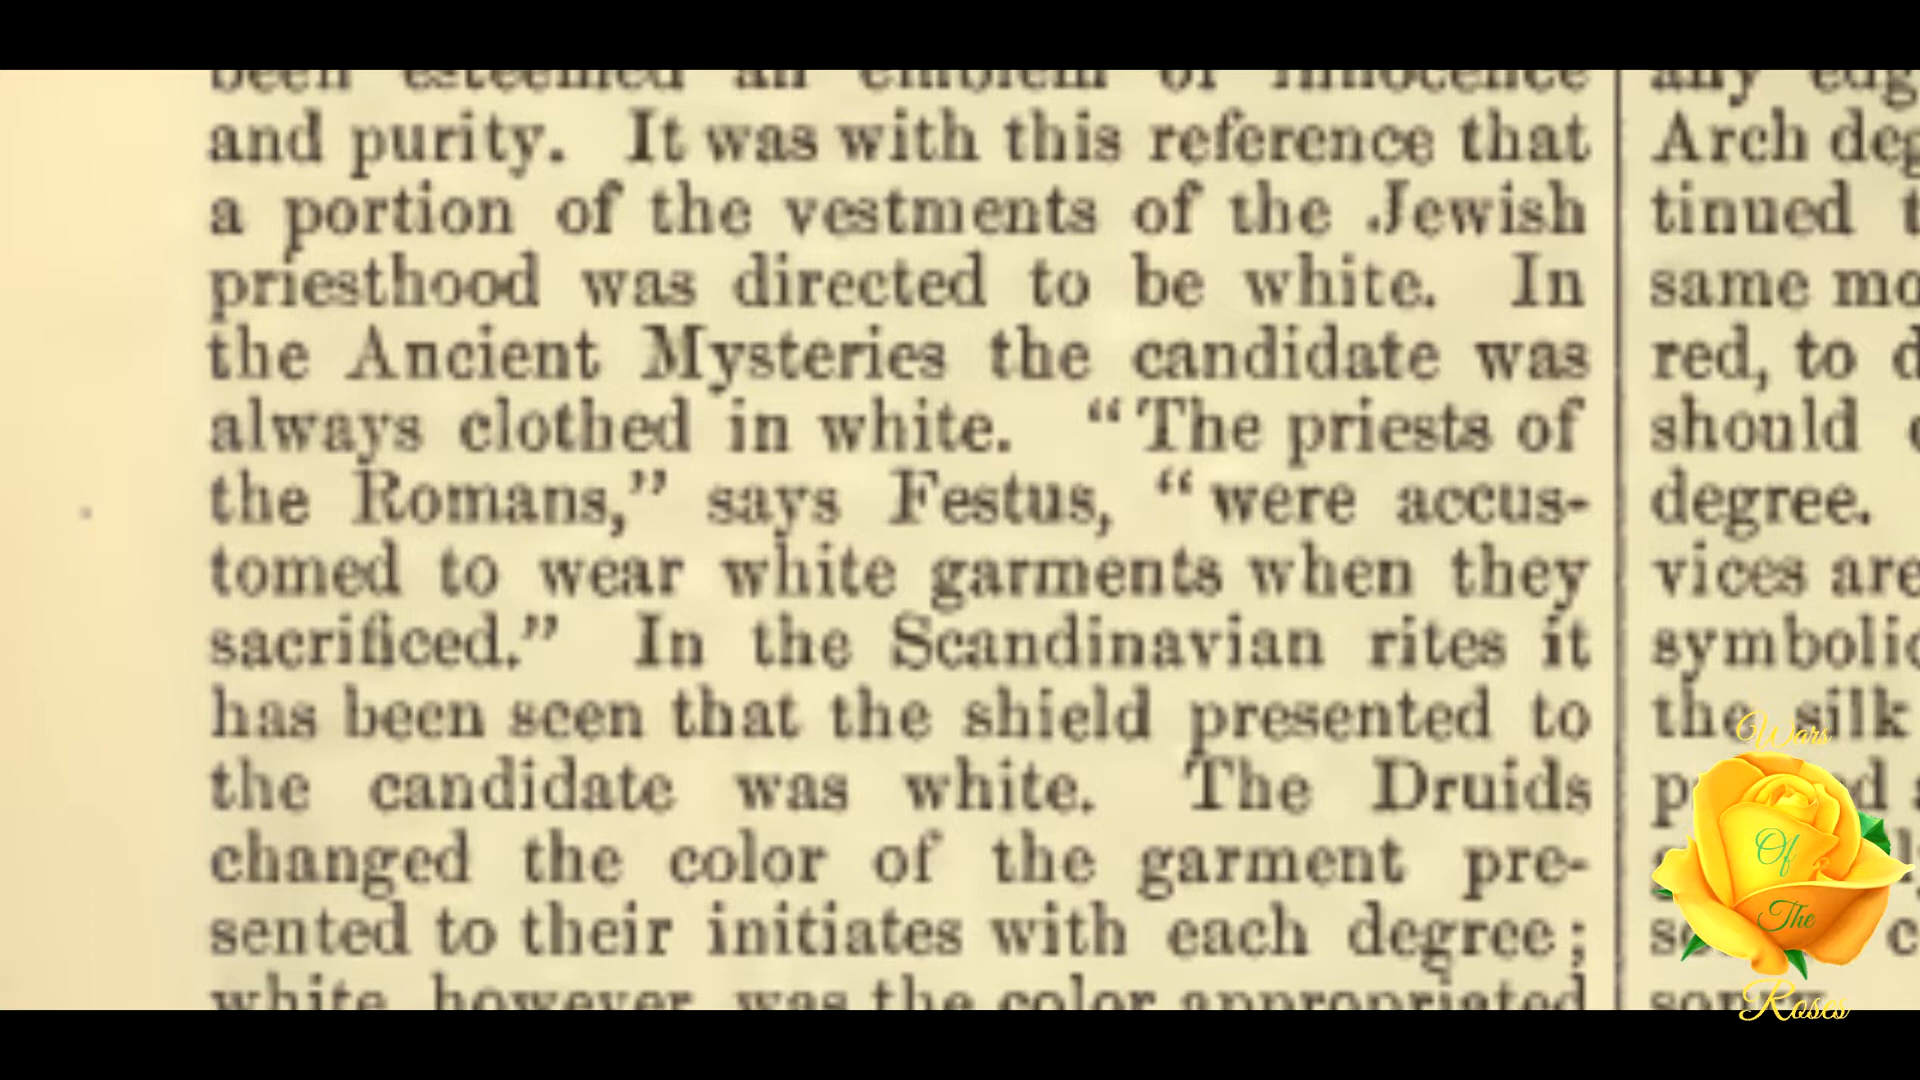 been esteemed an emblem of innocence
and purity. It was with this reference that
a portion of the vestments of the Jewish
priesthood was directed to be white. In
the Ancient Mysteries the candidate was
always clothed in white. “The priests of
the Romans,” says Festus, “were accus-
tomed to wear white garments when they
sacrificed.” In the Scandinavian rites it
has been seen that the shield presented to
the candidate was white. The Druids
changed the color of the garment pre-
sented to their initiates with each degree;
white, however, was the color appropriated
any edg
Arch deg
tinued t
same mo
red, to d
should
degree.
vices are
symbolic
the silk
Wars
Of
The
Roses